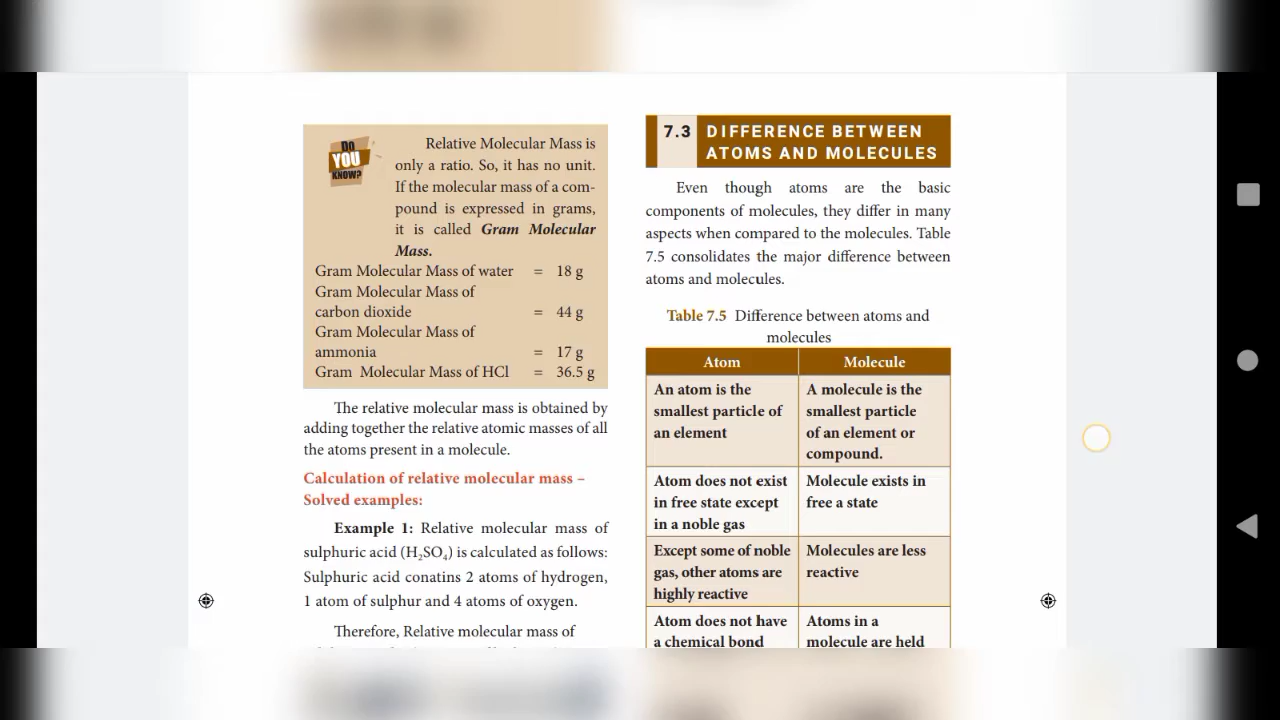 DO
YOU
KNOW?
Relative Molecular Mass is
only a ratio. So, it has no unit.
If the molecular mass of a com-
pound is expressed in grams,
it is called Gram Molecular
Mass.
Gram Molecular Mass of water = 18 g
Gram Molecular Mass of
carbon dioxide = 44 g
Gram Molecular Mass of
ammonia = 17 g
Gram Molecular Mass of HCl = 36.5 g
The relative molecular mass is obtained by
adding together the relative atomic masses of all
the atoms present in a molecule.
Calculation of relative molecular mass –
Solved examples:
Example 1: Relative molecular mass of
sulphuric acid (H₂SO₄) is calculated as follows:
Sulphuric acid conatins 2 atoms of hydrogen,
1 atom of sulphur and 4 atoms of oxygen.
Therefore, Relative molecular mass of
7.3 DIFFERENCE BETWEEN
ATOMS AND MOLECULES
Even though atoms are the basic
components of molecules, they differ in many
aspects when compared to the molecules. Table
7.5 consolidates the major difference between
atoms and molecules.
Table 7.5 Difference between atoms and
molecules
Atom Molecule
An atom is the
smallest particle of
an element
A molecule is the
smallest particle
of an element or
compound.
Atom does not exist
in free state except
in a noble gas
Molecule exists in
free a state
Except some of noble
gas, other atoms are
highly reactive
Molecules are less
reactive
Atom does not have
a chemical bond
Atoms in a
molecule are held